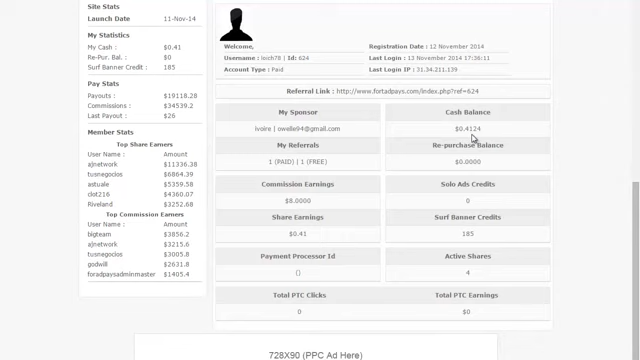 Site Stats
Launch Date 11-Nov-14
My Statistics
My Cash : $0.41
Re-Pur. Bal. : $0
Surf Banner Credit : 185
Pay Stats
Payouts : $19118.28
Commissions : $34539.2
Last Payout : $26
Member Stats
Top Share Earners
User Name : Amount
ajnetwork $11336.38
tusnegocios $6864.39
astuale $5359.58
clot216 $4360.07
Riveland $3252.68
Top Commission Earners
User Name : Amount
bigteam $3856.2
ajnetwork $3215.6
tusnegocios $3005.8
godwill $2631.8
foradpaysadminmaster $1405.4
Welcome,
Username : loich78 | Id: 624
Account Type : Paid
Registration Date : 12 November 2014
Last Login : 13 November 2014 17:36:11
Last Login IP : 31.34.211.139
Referral Link : http://www.fortadpays.com/index.php?ref=624
My Sponsor Cash Balance
ivoire | owelle94@gmail.com $0.4124
My Referrals Re-purchase Balance
1 (PAID) | 1 (FREE) $0.0000
Commission Earnings Solo Ads Credits
$8.0000 0
Share Earnings Surf Banner Credits
$0.41 185
Payment Processor Id Active Shares
() 4
Total PTC Clicks Total PTC Earnings
0 $0
728X90 (PPC Ad Here)